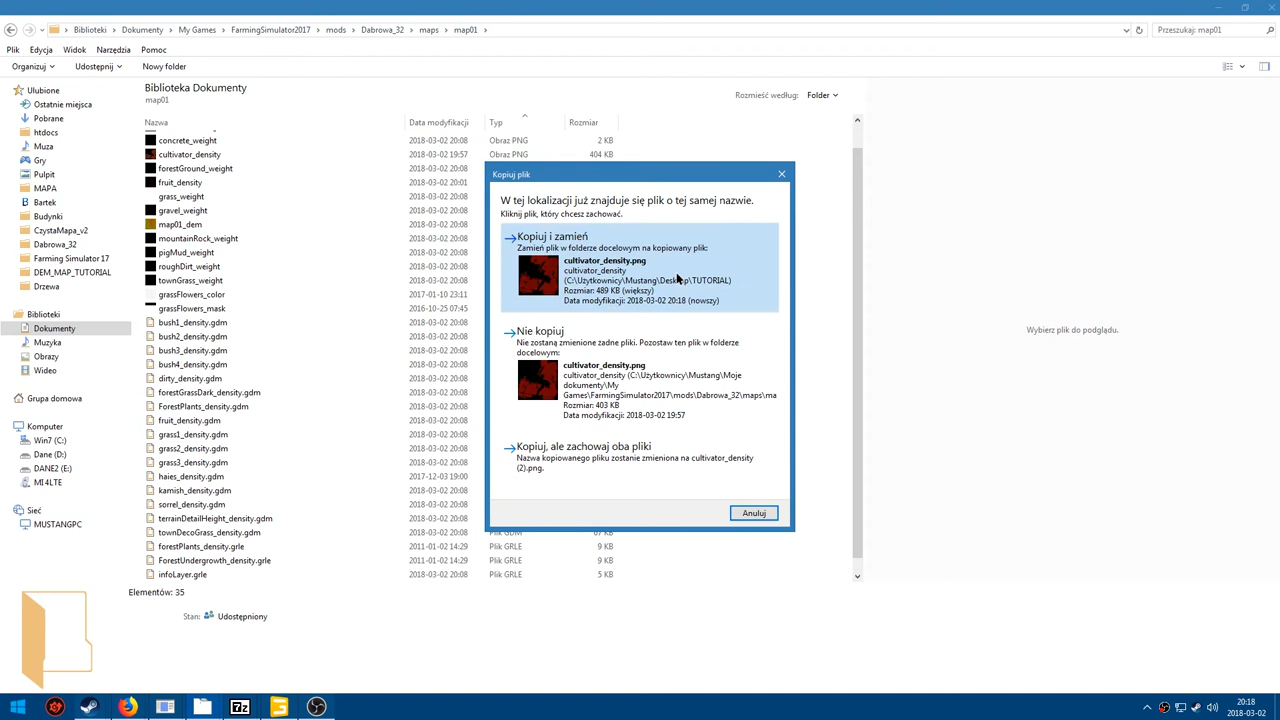 Biblioteki
Dokumenty
My Games
FarmingSimulator2017
mods
Dabrowa_32
maps
map01
Przeszukaj: map01
Plik
Edycja
Widok
Narzędzia
Pomoc
Organizuj
Udostępnij
New folder
Ulubione
Ostatnie miejsca
Pobrane
htdocs
Muza
Gry
Pulpit
MAPA
Bartek
Budynki
CzystaMapa_v2
Dabrowa_32
Farming Simulator 17
DEM_MAP_TUTORIAL
Drzewa
Biblioteki
Dokumenty
Muzyka
Obrazy
Wideo
Grupa domowa
Komputer
Win7 (C:)
Dane (D:)
DANE2 (E:)
MI 4LTE
Sieć
MUSTANGPC
Biblioteka Dokumenty
map01
Rozmieść według:
Folder
Nazwa
Data modyfikacji
Typ
Rozmiar
concrete_weight 2018-03-02 20:08 Obraz PNG 2 KB
cultivator_density 2018-03-02 19:57 Obraz PNG 404 KB
forestGround_weight 2018-03-02 20:08
fruit_density 2018-03-02 20:01
grass_weight 2018-03-02 20:08
gravel_weight 2018-03-02 20:08
map01_dem 2018-03-02 20:08
mountainRock_weight 2018-03-02 20:08
pigMud_weight 2018-03-02 20:08
roughDirt_weight 2018-03-02 20:08
townGrass_weight 2018-03-02 20:08
grassFlowers_color 2017-01-10 23:11
grassFlowers_mask 2016-10-25 07:45
bush1_density.gdm 2018-03-02 20:08
bush2_density.gdm 2018-03-02 20:08
bush3_density.gdm 2018-03-02 20:08
bush4_density.gdm 2018-03-02 20:08
dirty_density.gdm 2018-03-02 20:08
forestGrassDark_density.gdm 2018-03-02 20:08
ForestPlants_density.gdm 2018-03-02 20:08
fruit_density.gdm 2018-03-02 20:08
grass1_density.gdm 2018-03-02 20:08
grass2_density.gdm 2018-03-02 20:08
grass3_density.gdm 2018-03-02 20:08
haies_density.gdm 2017-12-03 19:00
kamish_density.gdm 2018-03-02 20:08
sorrel_density.gdm 2018-03-02 20:08
terrainDetailHeight_density.gdm 2018-03-02 20:08
townDecoGrass_density.gdm 2018-03-02 20:08 Plik GDM 67 KB
forestPlants_density.grle 2011-01-02 14:29 Plik GRLE 9 KB
ForestUndergrowth_density.grle 2011-01-02 14:29 Plik GRLE 9 KB
infoLayer.grle 2018-03-02 20:08 Plik GRLE 5 KB
Kopiuj plik
W tej lokalizacji już znajduje się plik o tej samej nazwie.
Kliknij plik, który chcesz zachować.
Kopiuj i zamień
Zamień plik w folderze docelowym na kopiowany plik:
cultivator_density.png
cultivator_density
(C:\Użytkownicy\Mustang\Desktop\TUTORIAL)
Rozmiar: 489 KB (większy)
Data modyfikacji: 2018-03-02 20:18 (nowszy)
Nie kopiuj
Nie zostaną zmienione żadne pliki. Pozostaw ten plik w folderze
docelowym:
cultivator_density.png
cultivator_density (C:\Użytkownicy\Mustang\Moje
dokumenty\My
Games\FarmingSimulator2017\mods\Dabrowa_32\maps\ma
Rozmiar: 403 KB
Data modyfikacji: 2018-03-02 19:57
Kopiuj, ale zachowaj oba pliki
Nazwa kopiowanego pliku zostanie zmieniona na cultivator_density
(2).png.
Anuluj
Wybierz plik do podglądu.
Elementów: 35
Stan:
Udostępniony
7z
20:18
2018-03-02